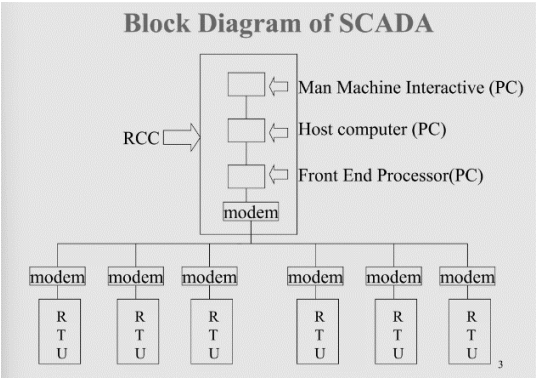 Block Diagram of SCADA
Man Machine Interactive (PC)
RCC
Host computer (PC)
Front End Processor(PC)
modem
modem modem modem modem modem modem
R R R R R R
T T T T T T
U U U U U U
3